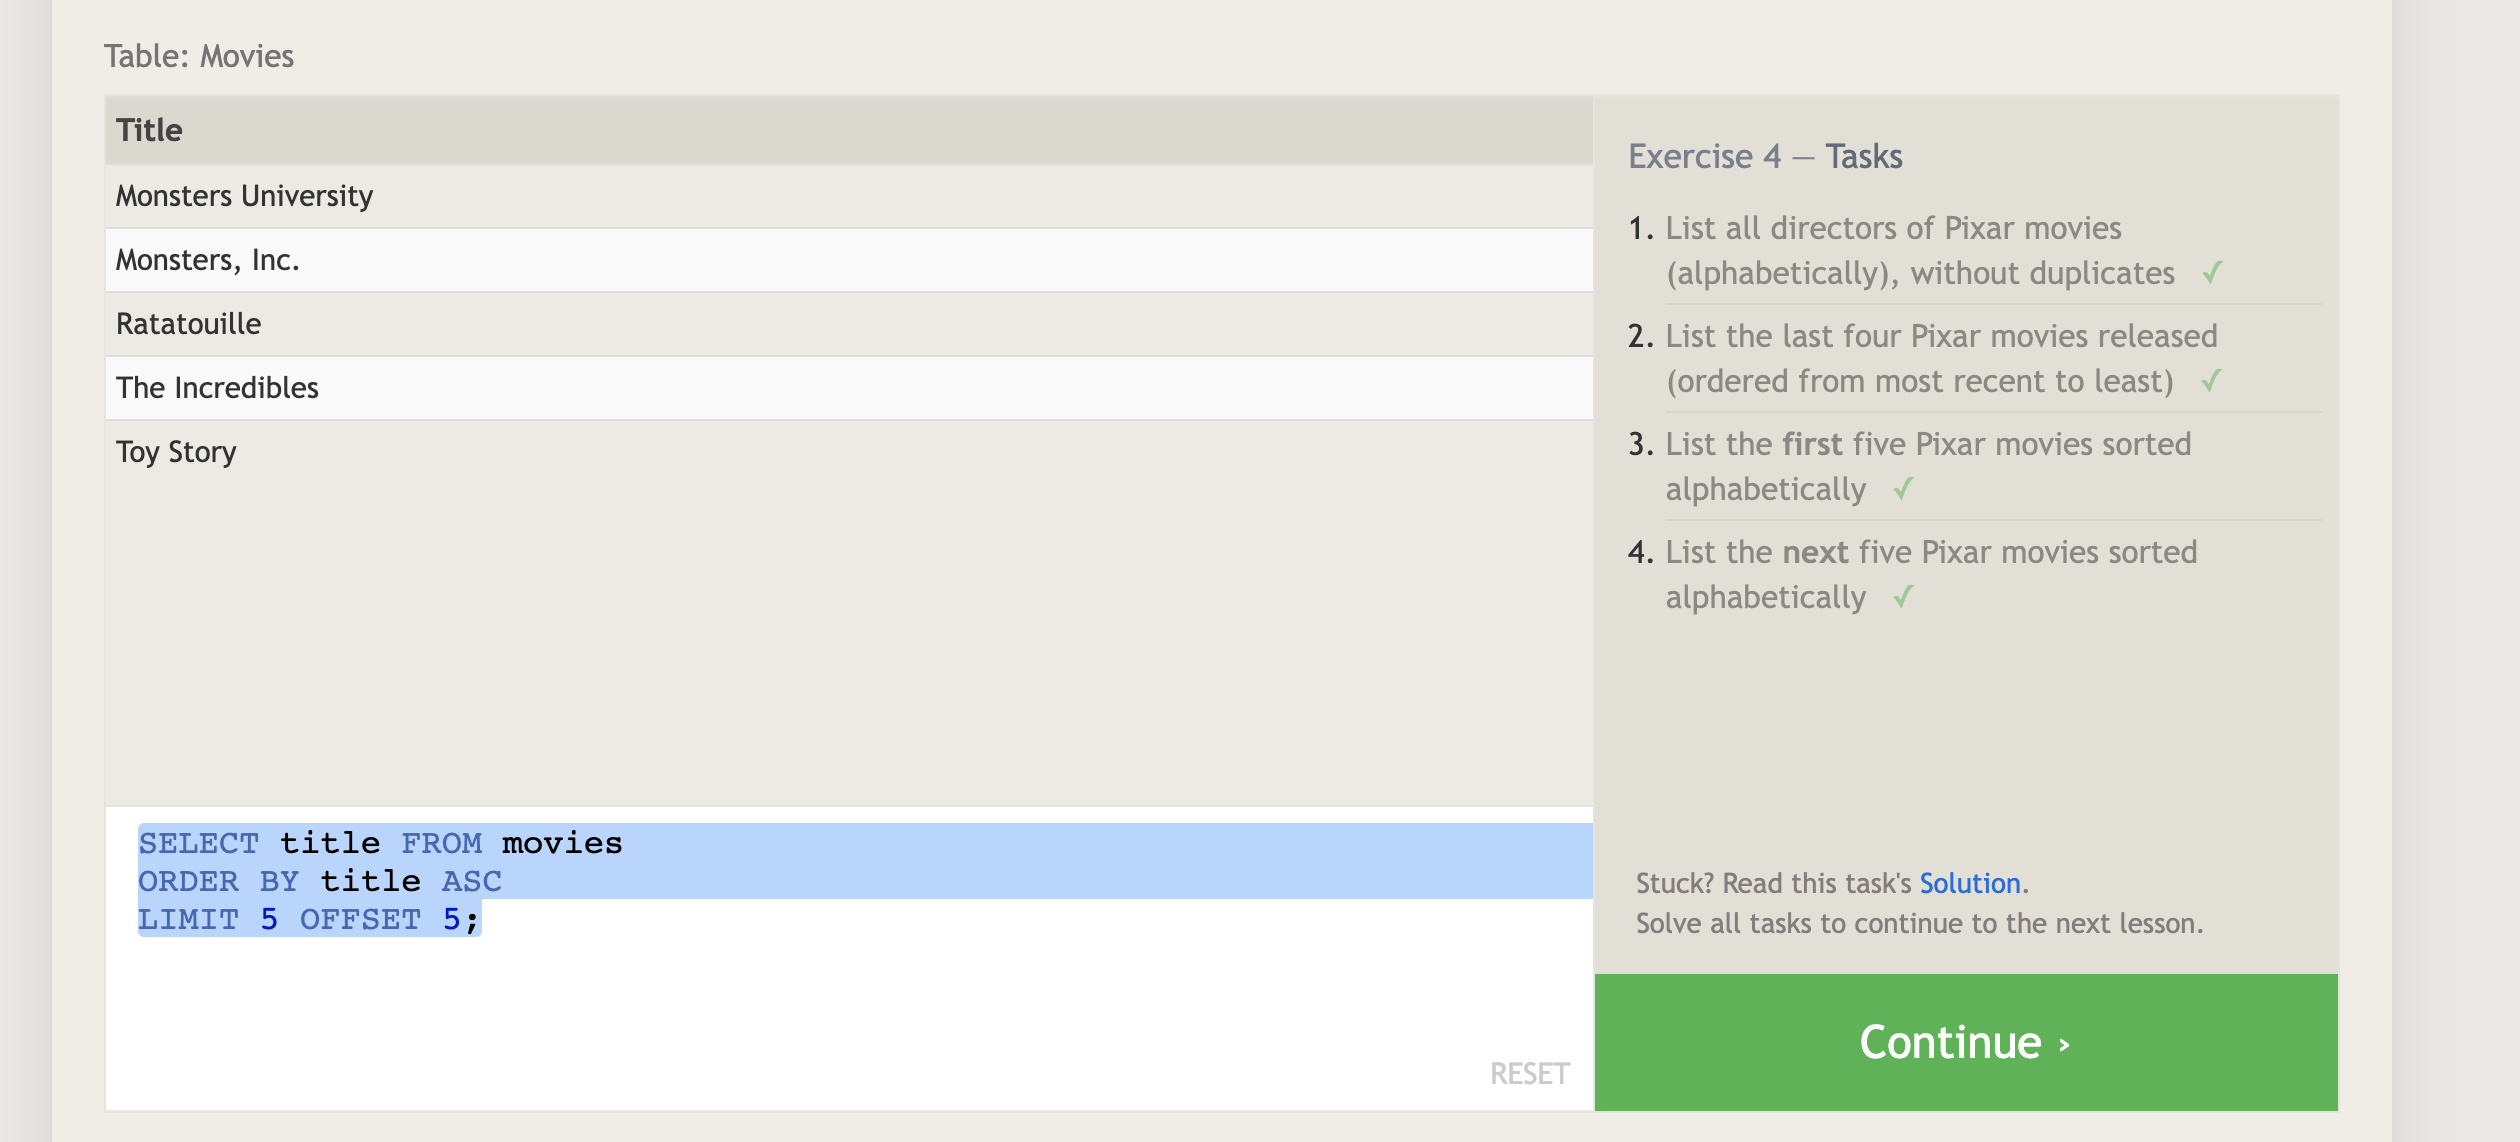 Table: Movies
Title
Monsters University
Monsters, Inc.
Ratatouille
The Incredibles
Toy Story
SELECT title FROM movies
ORDER BY title ASC
LIMIT 5 OFFSET 5;
RESET
Exercise 4 — Tasks
1. List all directors of Pixar movies
(alphabetically), without duplicates ✓
2. List the last four Pixar movies released
(ordered from most recent to least) ✓
3. List the first five Pixar movies sorted
alphabetically ✓
4. List the next five Pixar movies sorted
alphabetically ✓
Stuck? Read this task's Solution.
Solve all tasks to continue to the next lesson.
Continue ›